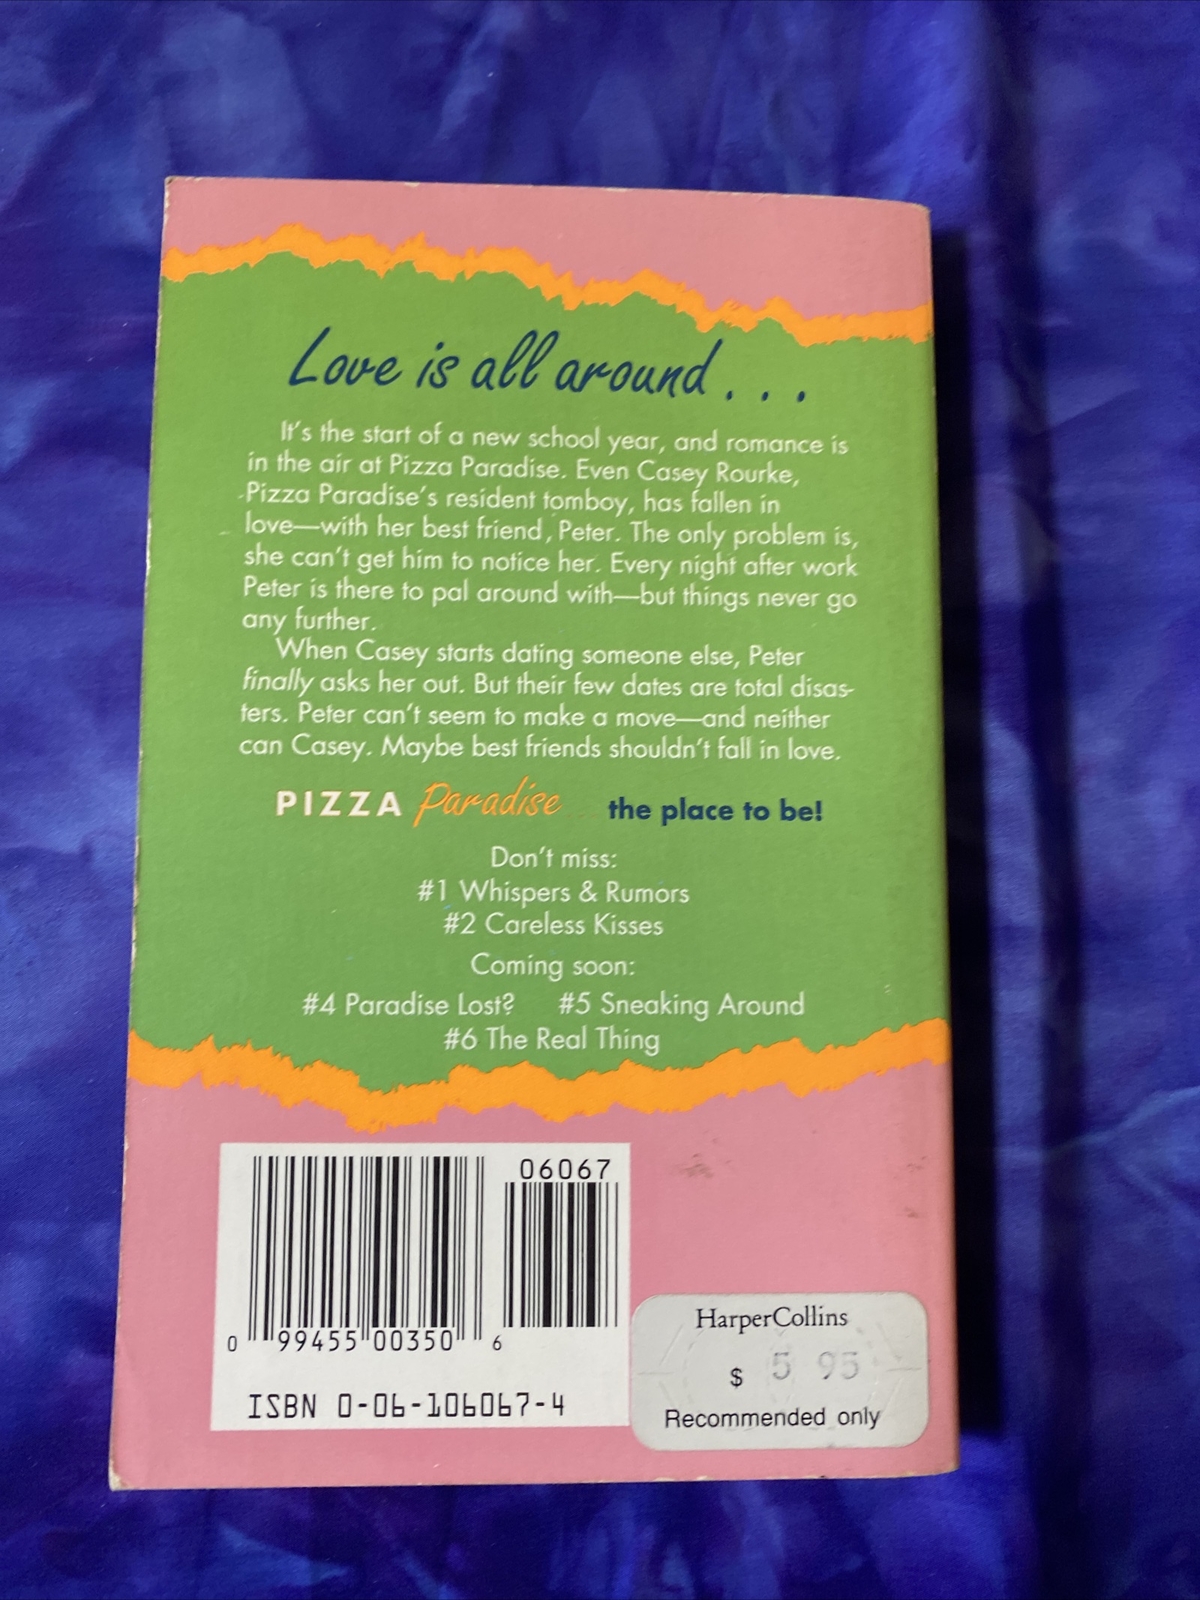 Love is all around . . .
It's the start of a new school year, and romance is
in the air at Pizza Paradise. Even Casey Rourke,
Pizza Paradise's resident tomboy, has fallen in
love—with her best friend, Peter. The only problem is,
she can't get him to notice her. Every night after work
Peter is there to pal around with—but things never go
any further.
When Casey starts dating someone else, Peter
finally asks her out. But their few dates are total disas-
ters. Peter can't seem to make a move—and neither
can Casey. Maybe best friends shouldn't fall in love.
PIZZA Paradise the place to be!
Don't miss:
#1 Whispers & Rumors
#2 Careless Kisses
Coming soon:
#4 Paradise Lost? #5 Sneaking Around
#6 The Real Thing
06067
0 99455 00350 6
ISBN 0-06-106067-4
HarperCollins
$ 5 95
Recommended only